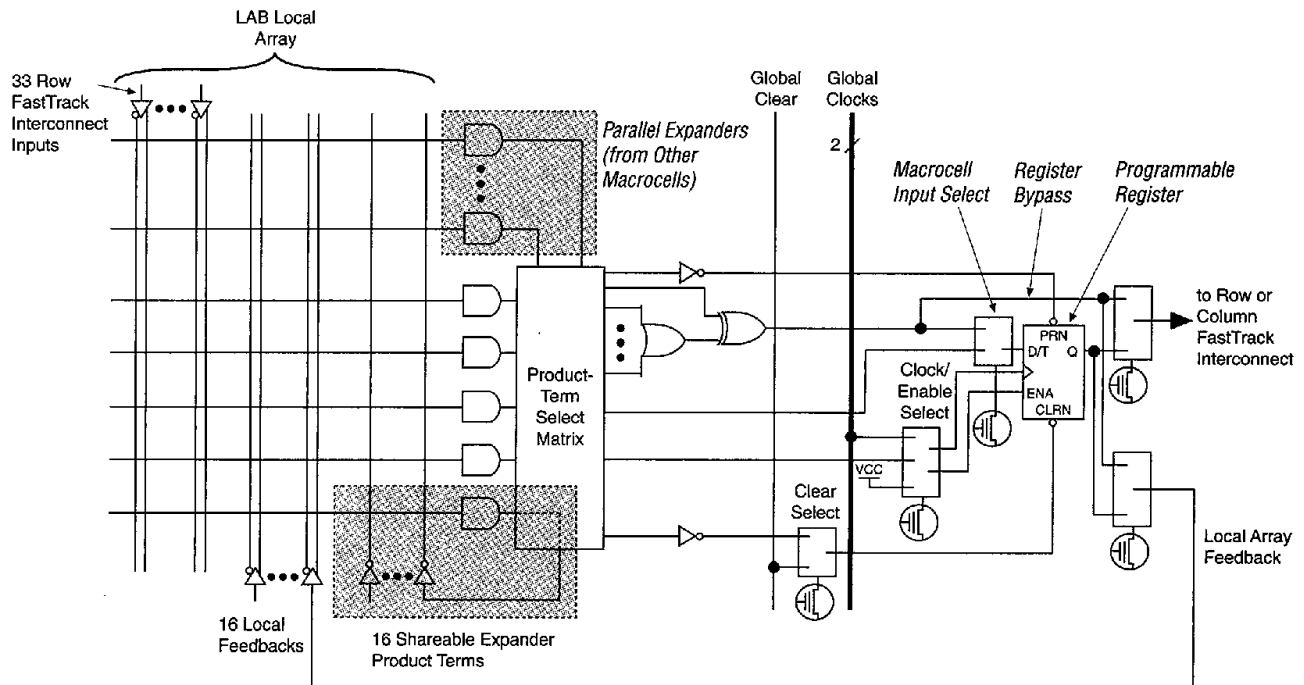 LAB Local
Array
33 Row
FastTrack
Interconnect
Inputs
Parallel Expanders
(from Other
Macrocells)
Global
Clear
Global
Clocks
2
Macrocell
Input Select
Register
Bypass
Programmable
Register
to Row or
Column
FastTrack
Interconnect
PRN
D/T Q
ENA
CLRN
Clock/
Enable
Select
Product-
Term
Select
Matrix
VCC
Clear
Select
Local Array
Feedback
16 Local
Feedbacks
16 Shareable Expander
Product Terms